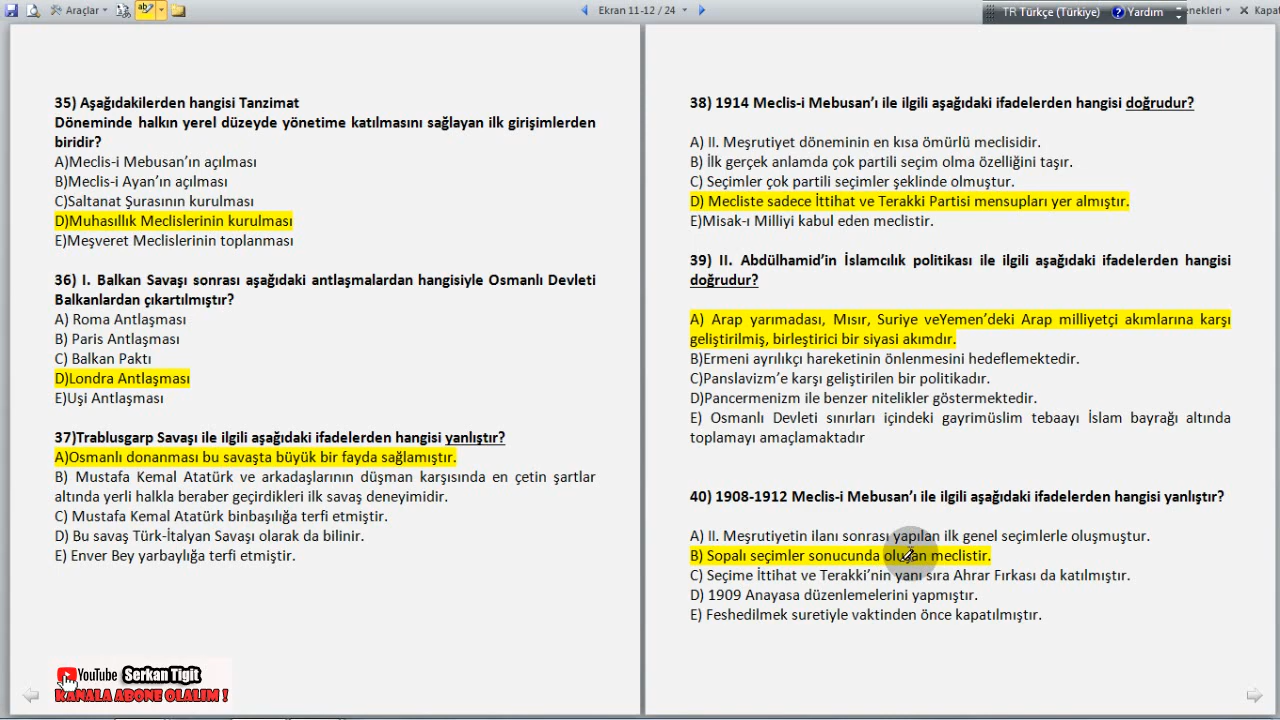 Araçlar
Ekran 11-12 / 24
TR Türkçe (Türkiye)
Yardım
enekleri
Kapat
35) Aşağıdakilerden hangisi Tanzimat
Döneminde halkın yerel düzeyde yönetime katılmasını sağlayan ilk girişimlerden
biridir?
A)Meclis-i Mebusan’ın açılması
B)Meclis-i Ayan’ın açılması
C)Saltanat Şurasının kurulması
D)Muhasıllık Meclislerinin kurulması
E)Meşveret Meclislerinin toplanması
36) I. Balkan Savaşı sonrası aşağıdaki antlaşmalardan hangisiyle Osmanlı Devleti
Balkanlardan çıkartılmıştır?
A) Roma Antlaşması
B) Paris Antlaşması
C) Balkan Paktı
D)Londra Antlaşması
E)Uşi Antlaşması
37)Trablusgarp Savaşı ile ilgili aşağıdaki ifadelerden hangisi yanlıştır?
A)Osmanlı donanması bu savaşta büyük bir fayda sağlamıştır.
B) Mustafa Kemal Atatürk ve arkadaşlarının düşman karşısında en çetin şartlar
altında yerli halkla beraber geçirdikleri ilk savaş deneyimidir.
C) Mustafa Kemal Atatürk binbaşılığa terfi etmiştir.
D) Bu savaş Türk-İtalyan Savaşı olarak da bilinir.
E) Enver Bey yarbaylığa terfi etmiştir.
YouTube Serkan Tigit
KANALA ABONE OLALIM !
38) 1914 Meclis-i Mebusan’ı ile ilgili aşağıdaki ifadelerden hangisi doğrudur?
A) II. Meşrutiyet döneminin en kısa ömürlü meclisidir.
B) İlk gerçek anlamda çok partili seçim olma özelliğini taşır.
C) Seçimler çok partili seçimler şeklinde olmuştur.
D) Mecliste sadece İttihat ve Terakki Partisi mensupları yer almıştır.
E)Misak-ı Milliyi kabul eden meclistir.
39) II. Abdülhamid’in İslamcılık politikası ile ilgili aşağıdaki ifadelerden hangisi
doğrudur?
A) Arap yarımadası, Mısır, Suriye veYemen’deki Arap milliyetçi akımlarına karşı
geliştirilmiş, birleştirici bir siyasi akımdır.
B)Ermeni ayrılıkçı hareketinin önlenmesini hedeflemektedir.
C)Panslavizm’e karşı geliştirilen bir politikadır.
D)Pancermenizm ile benzer nitelikler göstermektedir.
E) Osmanlı Devleti sınırları içindeki gayrimüslim tebaayı İslam bayrağı altında
toplamayı amaçlamaktadır
40) 1908-1912 Meclis-i Mebusan’ı ile ilgili aşağıdaki ifadelerden hangisi yanlıştır?
A) II. Meşrutiyetin ilanı sonrası yapılan ilk genel seçimlerle oluşmuştur.
B) Sopalı seçimler sonucunda oluşan meclistir.
C) Seçime İttihat ve Terakki’nin yanı sıra Ahrar Fırkası da katılmıştır.
D) 1909 Anayasa düzenlemelerini yapmıştır.
E) Feshedilmek suretiyle vaktinden önce kapatılmıştır.